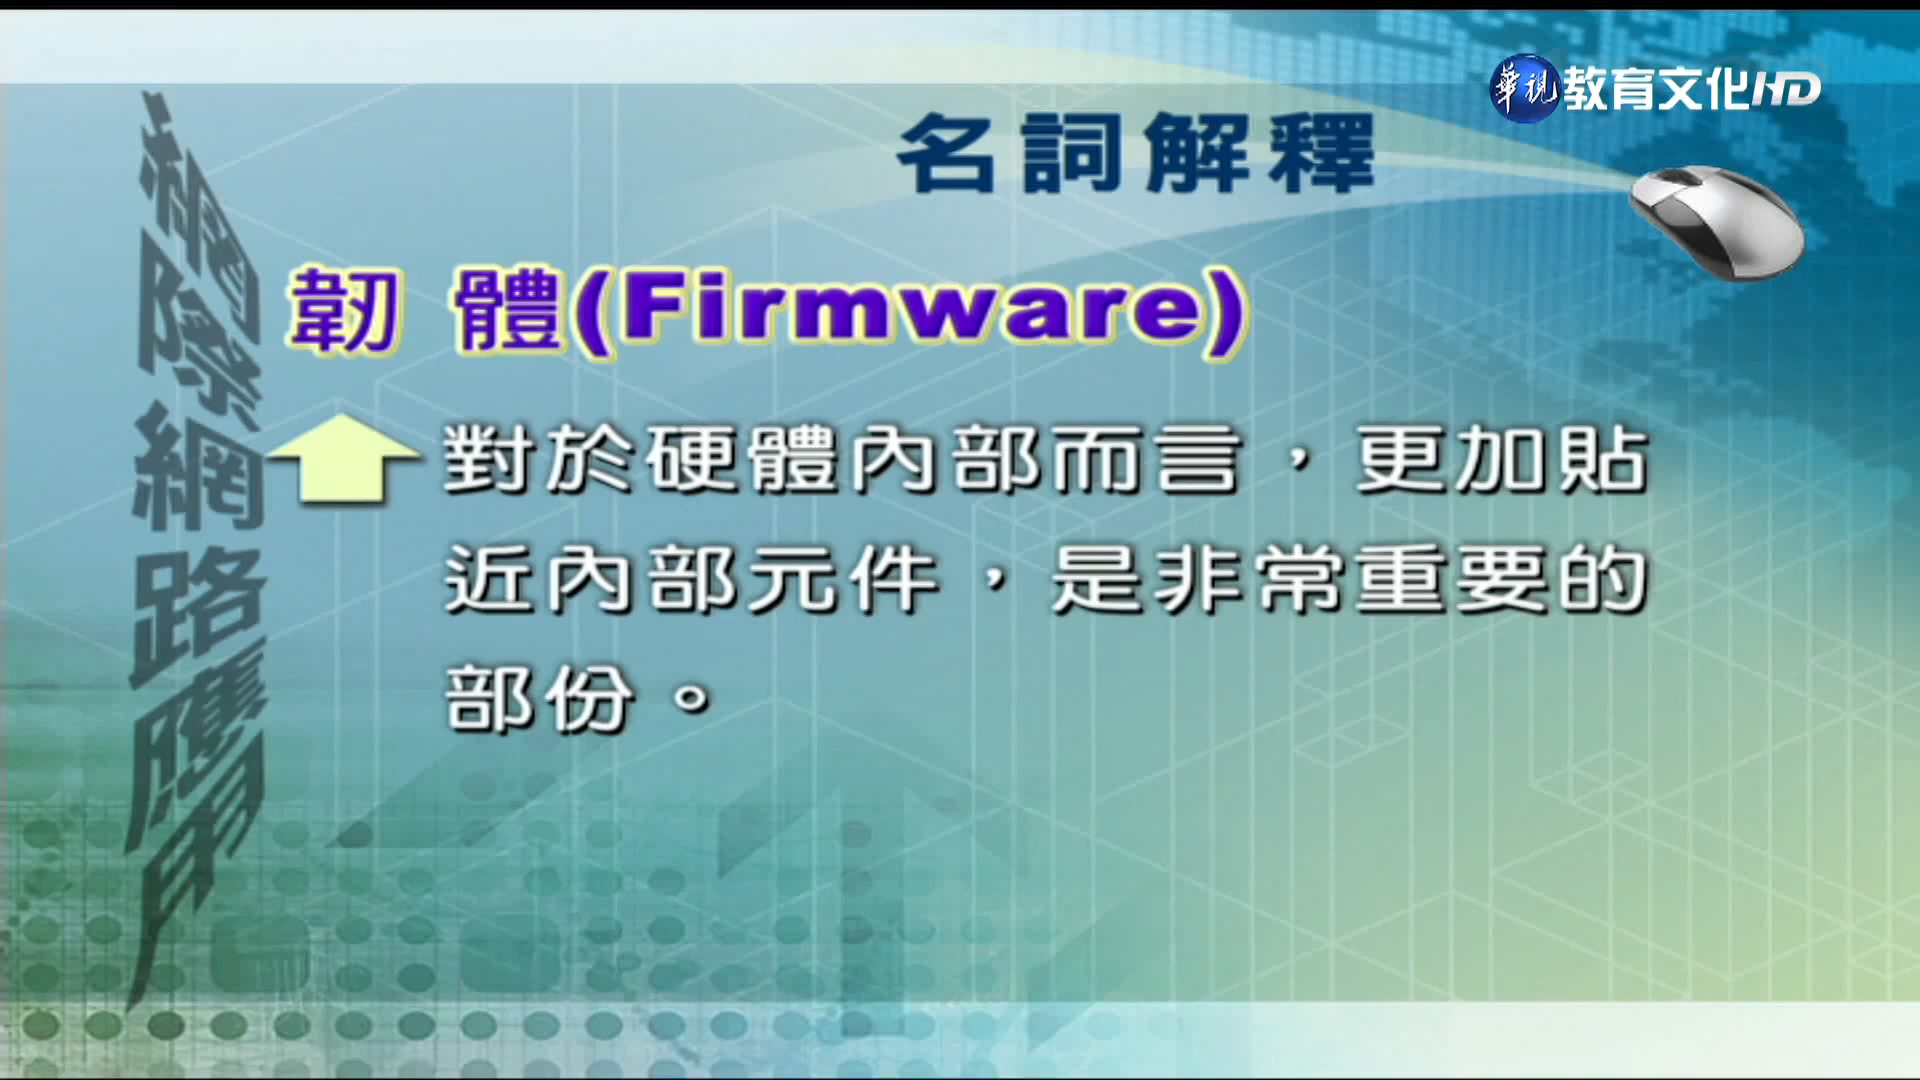 華視 教育文化HD
名詞解釋
網際網路應用
韌 體(Firmware)
對於硬體內部而言，更加貼
近內部元件，是非常重要的
部份。